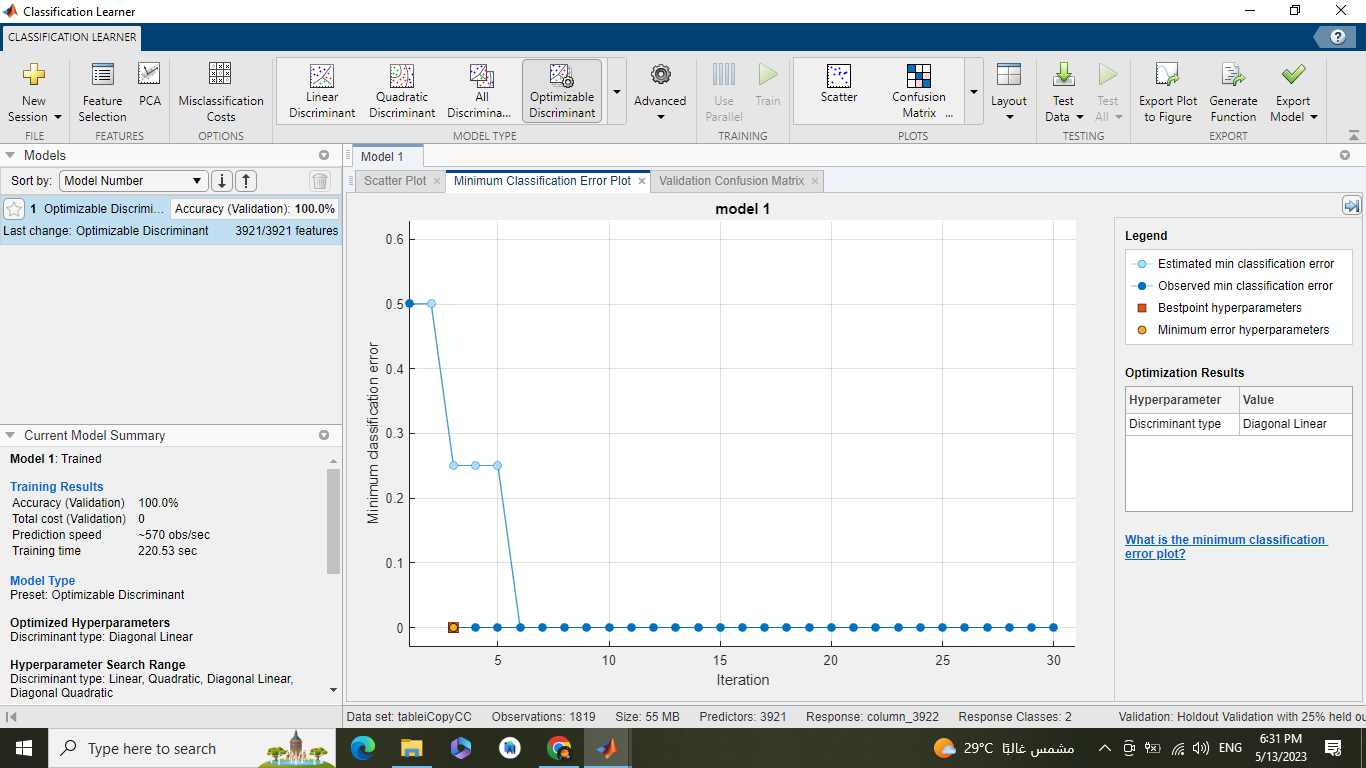 Classification Learner
CLASSIFICATION LEARNER
New Session
FILE
Feature Selection
PCA
FEATURES
Misclassification Costs
OPTIONS
Linear Discriminant
Quadratic Discriminant
All Discrimina...
Optimizable Discriminant
MODEL TYPE
Advanced
Use Parallel
Train
TRAINING
Scatter
Confusion Matrix ...
PLOTS
Layout
Test Data
Test All
TESTING
Export Plot to Figure
Generate Function
Export Model
EXPORT
Models
Sort by: Model Number
1 Optimizable Discrimi... Accuracy (Validation): 100.0%
Last change: Optimizable Discriminant 3921/3921 features
Current Model Summary
Model 1: Trained
Training Results
Accuracy (Validation) 100.0%
Total cost (Validation) 0
Prediction speed ~570 obs/sec
Training time 220.53 sec
Model Type
Preset: Optimizable Discriminant
Optimized Hyperparameters
Discriminant type: Diagonal Linear
Hyperparameter Search Range
Discriminant type: Linear, Quadratic, Diagonal Linear,
Diagonal Quadratic
Model 1
Scatter Plot
Minimum Classification Error Plot
Validation Confusion Matrix
model 1
Minimum classification error
0.6
0.5
0.4
0.3
0.2
0.1
0
5 10 15 20 25 30
Iteration
Legend
Estimated min classification error
Observed min classification error
Bestpoint hyperparameters
Minimum error hyperparameters
Optimization Results
Hyperparameter Value
Discriminant type Diagonal Linear
What is the minimum classification
error plot?
Data set: tableiCopyCC Observations: 1819 Size: 55 MB Predictors: 3921 Response: column_3922 Response Classes: 2 Validation: Holdout Validation with 25% held ou
Type here to search
29°C مشمس غالبًا
ENG
6:31 PM
5/13/2023